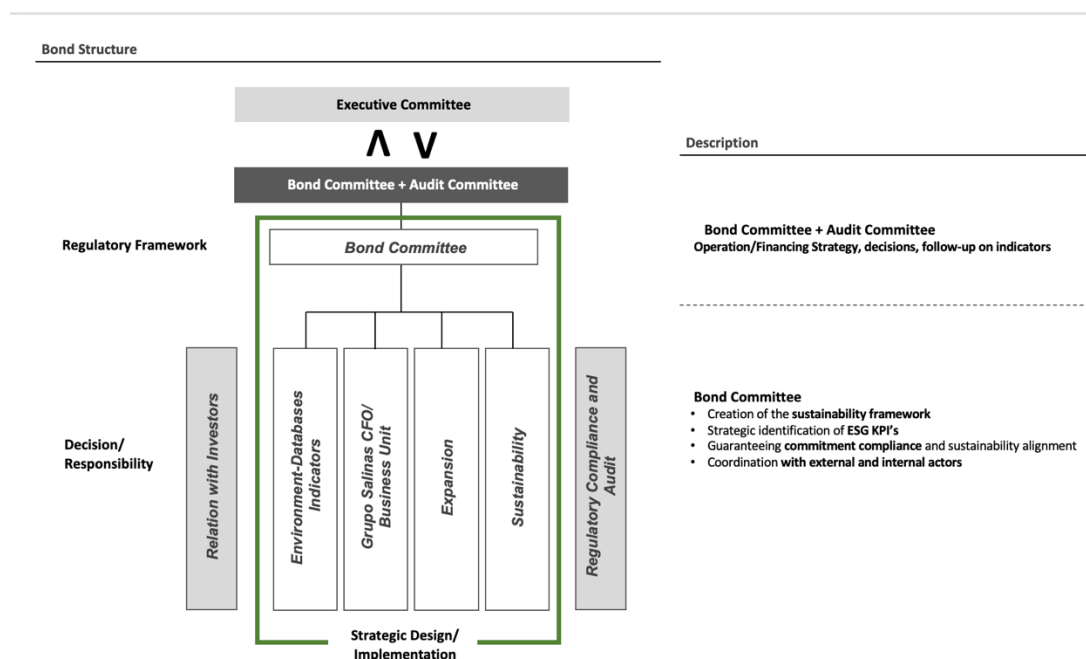 Bond Structure
Executive Committee
Λ V
Bond Committee + Audit Committee
Regulatory Framework
Bond Committee
Decision/
Responsibility
Relation with Investors
Environment-Databases
Indicators
Grupo Salinas CFO/
Business Unit
Expansion
Sustainability
Regulatory Compliance and
Audit
Strategic Design/
Implementation
Description
Bond Committee + Audit Committee
Operation/Financing Strategy, decisions, follow-up on indicators
Bond Committee
• Creation of the sustainability framework
• Strategic identification of ESG KPI's
• Guaranteeing commitment compliance and sustainability alignment
• Coordination with external and internal actors